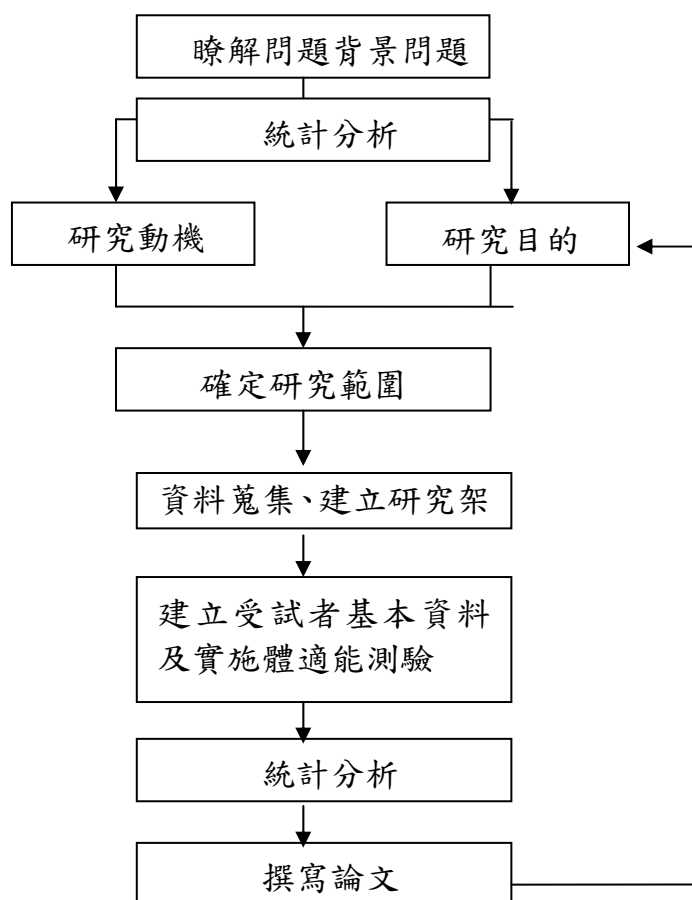 瞭解問題背景問題
統計分析
研究動機
研究目的
確定研究範圍
資料蒐集、建立研究架
建立受試者基本資料
及實施體適能測驗
統計分析
撰寫論文